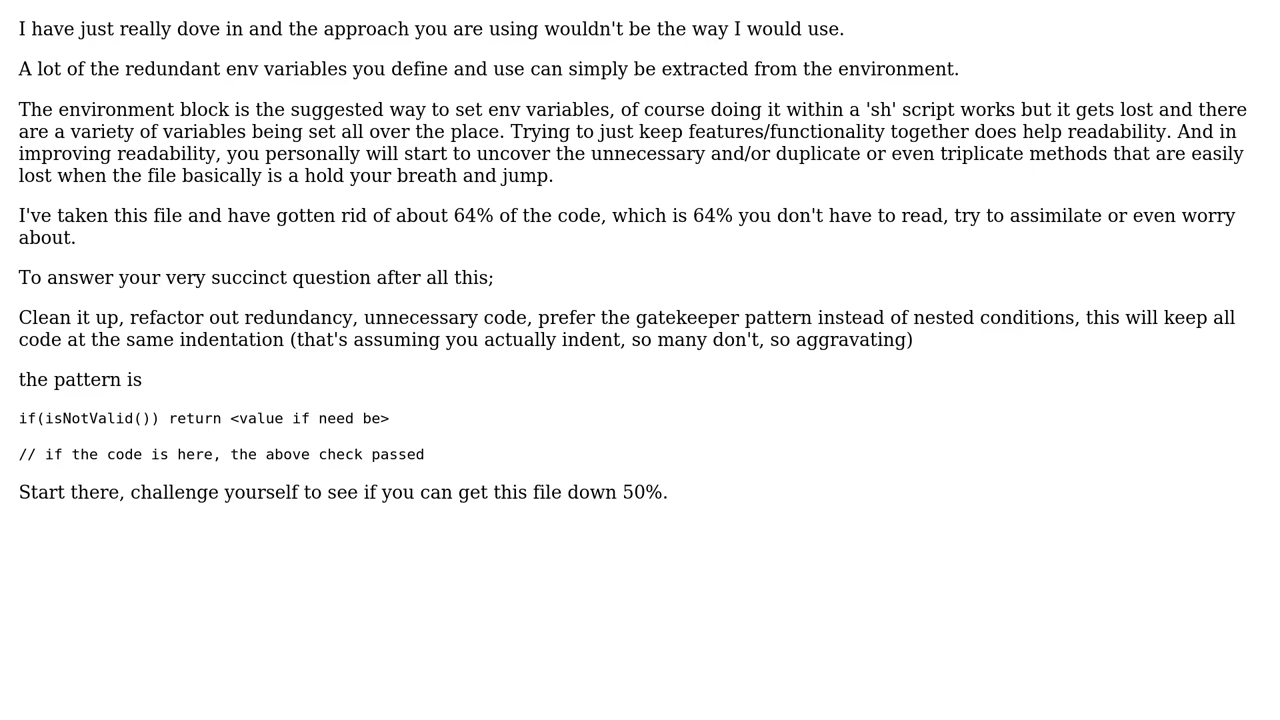 I have just really dove in and the approach you are using wouldn't be the way I would use.
A lot of the redundant env variables you define and use can simply be extracted from the environment.
The environment block is the suggested way to set env variables, of course doing it within a 'sh' script works but it gets lost and there
are a variety of variables being set all over the place. Trying to just keep features/functionality together does help readability. And in
improving readability, you personally will start to uncover the unnecessary and/or duplicate or even triplicate methods that are easily
lost when the file basically is a hold your breath and jump.
I've taken this file and have gotten rid of about 64% of the code, which is 64% you don't have to read, try to assimilate or even worry
about.
To answer your very succinct question after all this;
Clean it up, refactor out redundancy, unnecessary code, prefer the gatekeeper pattern instead of nested conditions, this will keep all
code at the same indentation (that's assuming you actually indent, so many don't, so aggravating)
the pattern is
if(isNotValid()) return <value if need be>
// if the code is here, the above check passed
Start there, challenge yourself to see if you can get this file down 50%.